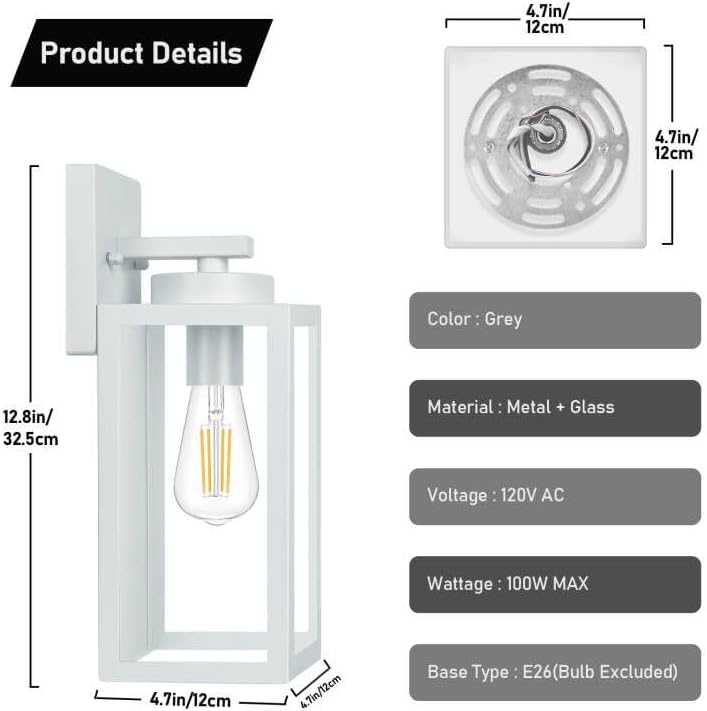 Product Details
4.7in/
12cm
4.7in/
12cm
12.8in/
32.5cm
Color : Grey
Material : Metal + Glass
Voltage : 120V AC
Wattage : 100W MAX
Base Type : E26(Bulb Excluded)
4.7in/12cm
4.7in/12cm